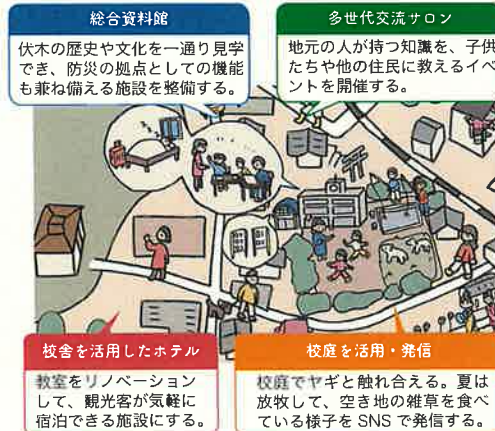 総合資料館
伏木の歴史や文化を一通り見学
でき、防災の拠点としての機能
も兼ね備える施設を整備する。
多世代交流サロン
地元の人が持つ知識を、子供
たちや他の住民に教えるイベ
ントを開催する。
校舎を活用したホテル
教室をリノベーション
して、観光客が気軽に
宿泊できる施設にする。
校庭を活用・発信
校庭でヤギと触れ合える。夏は
放牧して、空き地の雑草を食べ
ている様子を SNS で発信する。